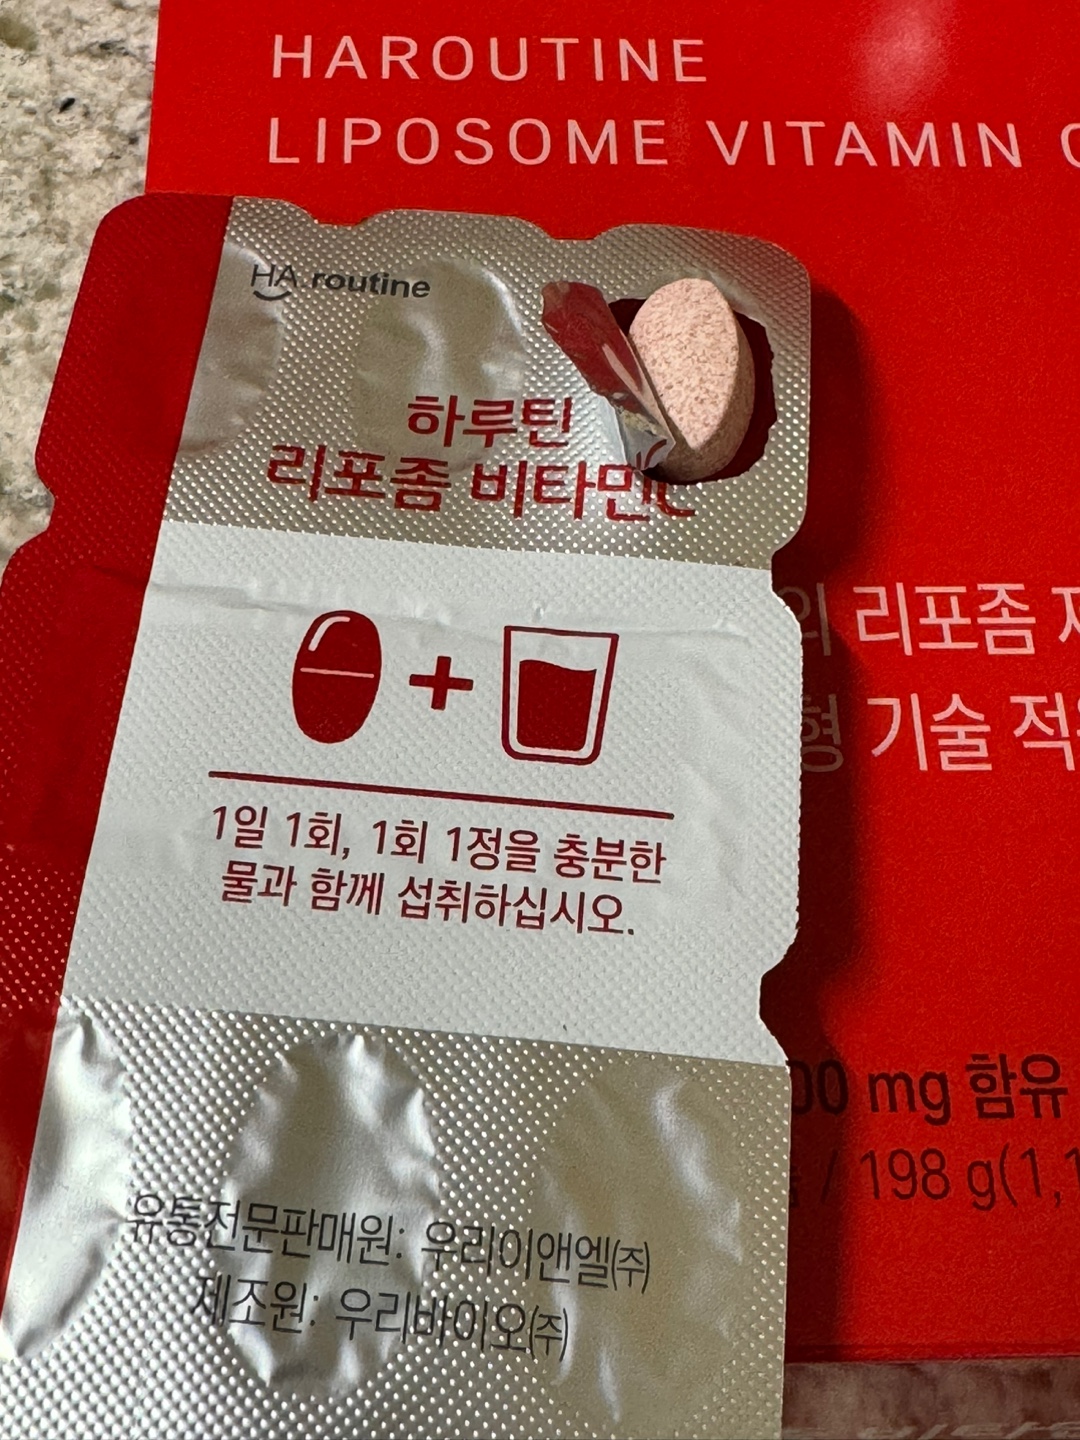 HAROUTINE
LIPOSOME VITAMIN
HA routine
하루틴
리포좀 비타민C
리포좀
기술
1일 1회, 1회 1정을 충분한
물과 함께 섭취하십시오.
mg 함유
/ 198 g(1,1
유통전문판매원: 우리이앤엘(주)
제조원: 우리바이오(주)